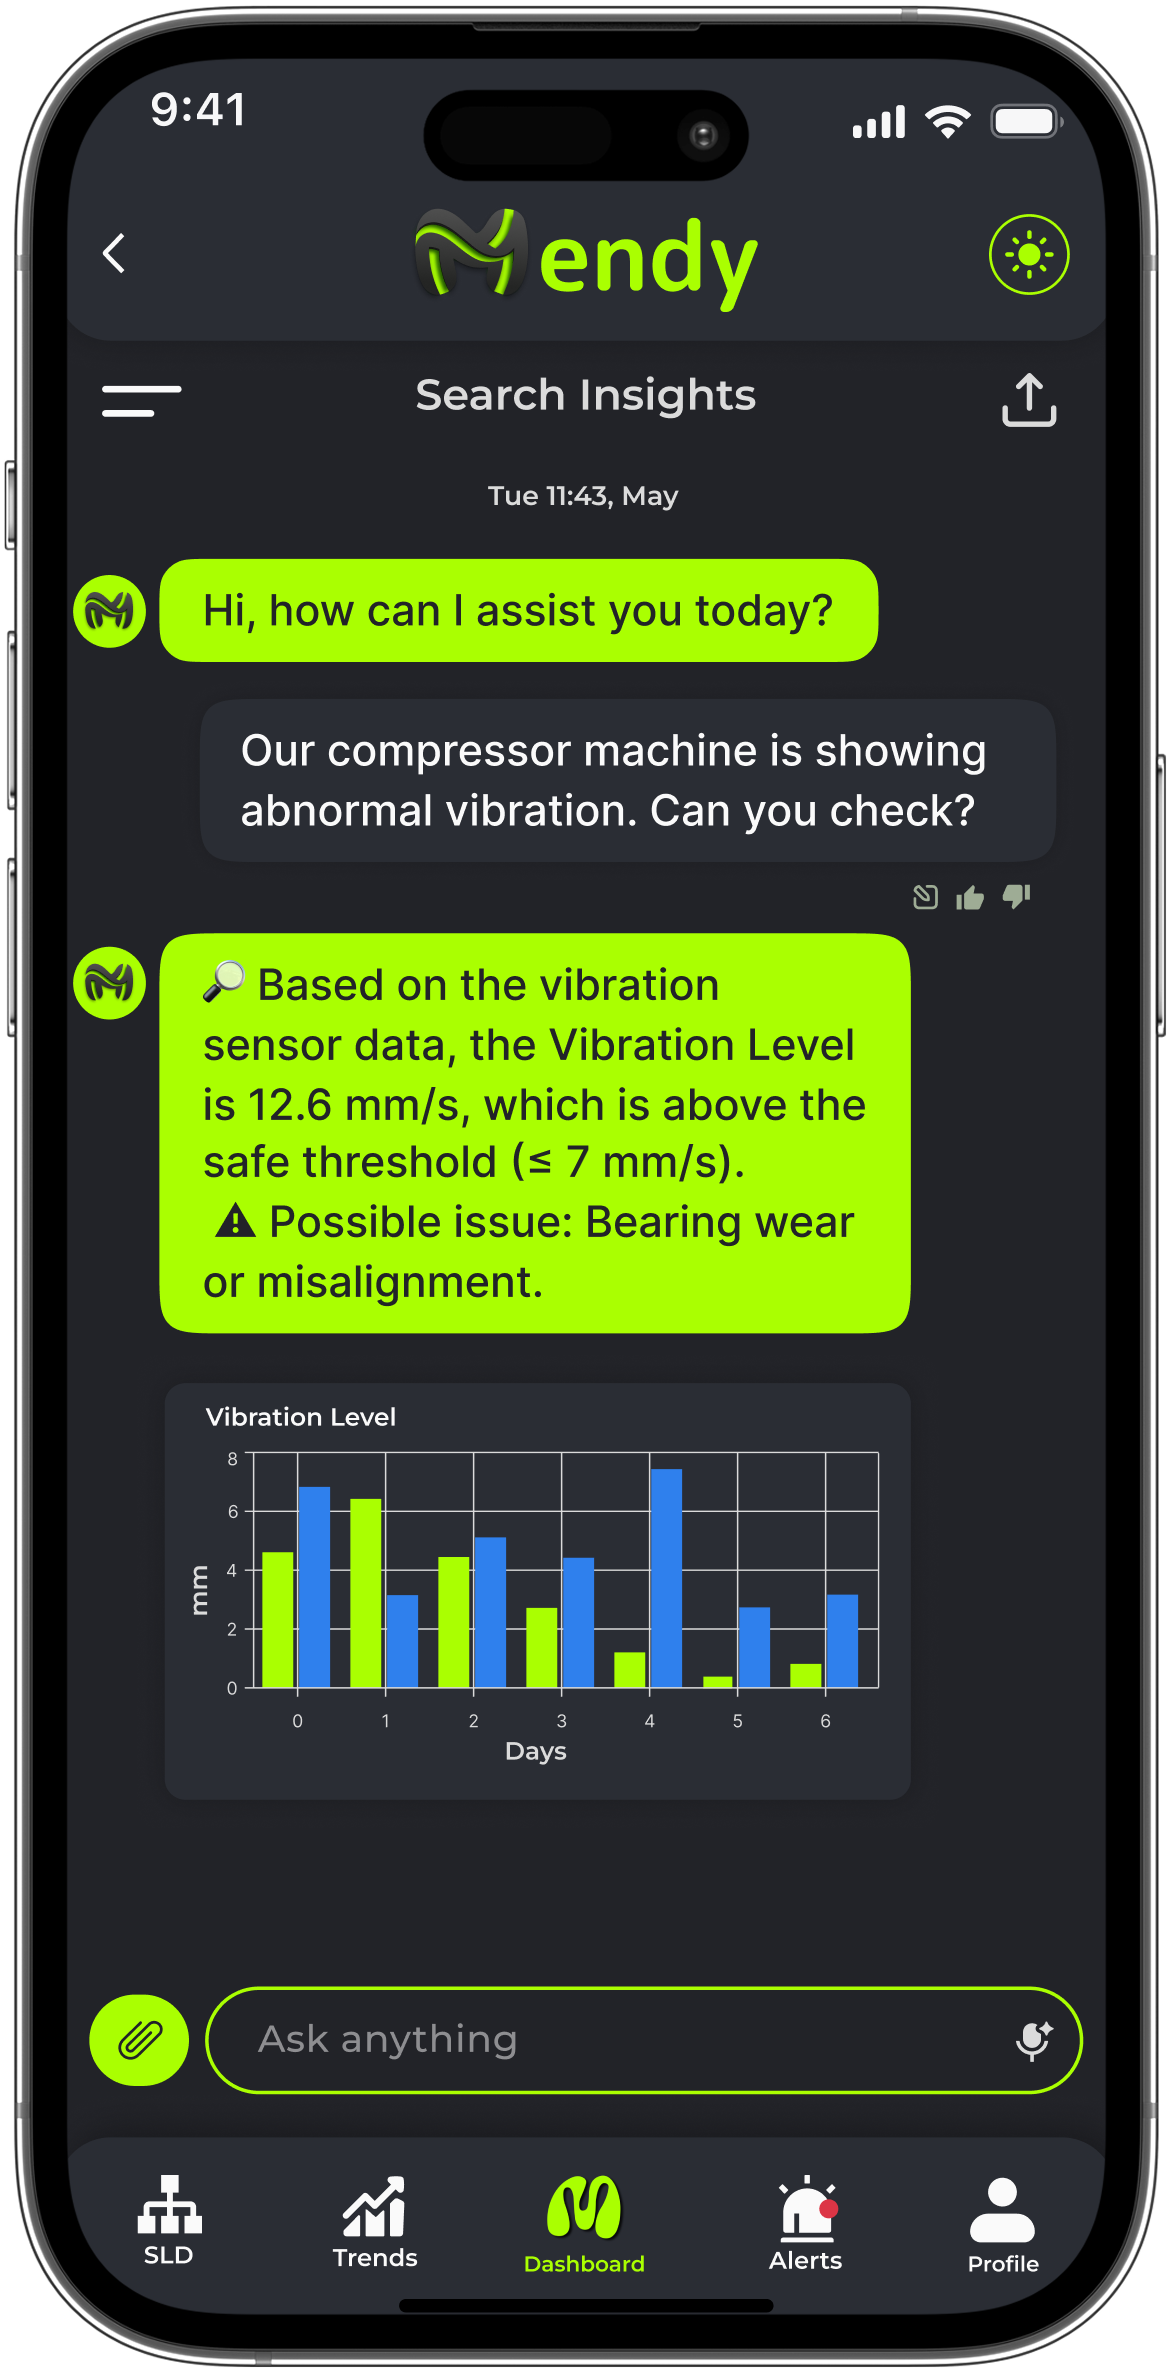 9:41
Mendy
Search Insights
Tue 11:43, May
Hi, how can I assist you today?
Our compressor machine is showing
abnormal vibration. Can you check?
🔎 Based on the vibration
sensor data, the Vibration Level
is 12.6 mm/s, which is above the
safe threshold (≤ 7 mm/s).
⚠ Possible issue: Bearing wear
or misalignment.
Vibration Level
8
6
4
2
0
mm
0 1 2 3 4 5 6
Days
Ask anything
SLD Trends Dashboard Alerts Profile